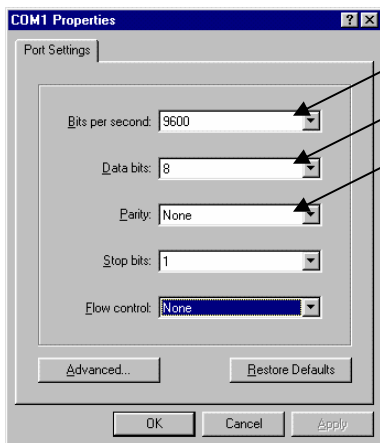 COM1 Properties
Port Settings
Bits per second: 9600
Data bits: 8
Parity: None
Stop bits: 1
Flow control: None
Advanced...
Restore Defaults
OK
Cancel
Apply